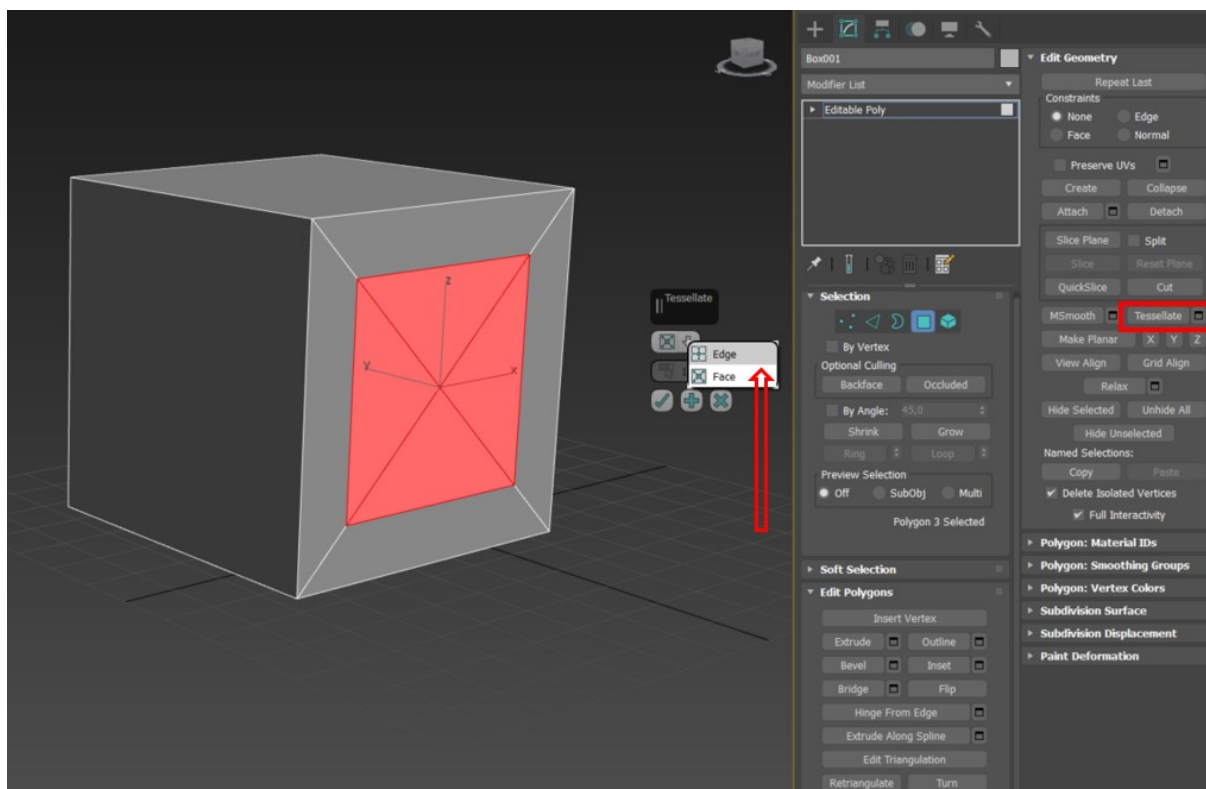 Box001
Modifier List
Editable Poly
Selection
By Vertex
Optional Culling
Backface Occluded
By Angle: 45,0
Shrink Grow
Ring Loop
Preview Selection
Off SubObj Multi
Polygon 3 Selected
Soft Selection
Edit Polygons
Insert Vertex
Extrude Outline
Bevel Inset
Bridge Flip
Hinge From Edge
Extrude Along Spline
Edit Triangulation
Retriangulate Turn
Edit Geometry
Repeat Last
Constraints
None Edge
Face Normal
Preserve UVs
Create Collapse
Attach Detach
Slice Plane Split
Slice Reset Plane
QuickSlice Cut
MSmooth Tessellate
Make Planar X Y Z
View Align Grid Align
Relax
Hide Selected Unhide All
Hide Unselected
Named Selections:
Copy Paste
Delete Isolated Vertices
Full Interactivity
Polygon: Material IDs
Polygon: Smoothing Groups
Polygon: Vertex Colors
Subdivision Surface
Subdivision Displacement
Paint Deformation
Tessellate
Edge
Face
z
y
x